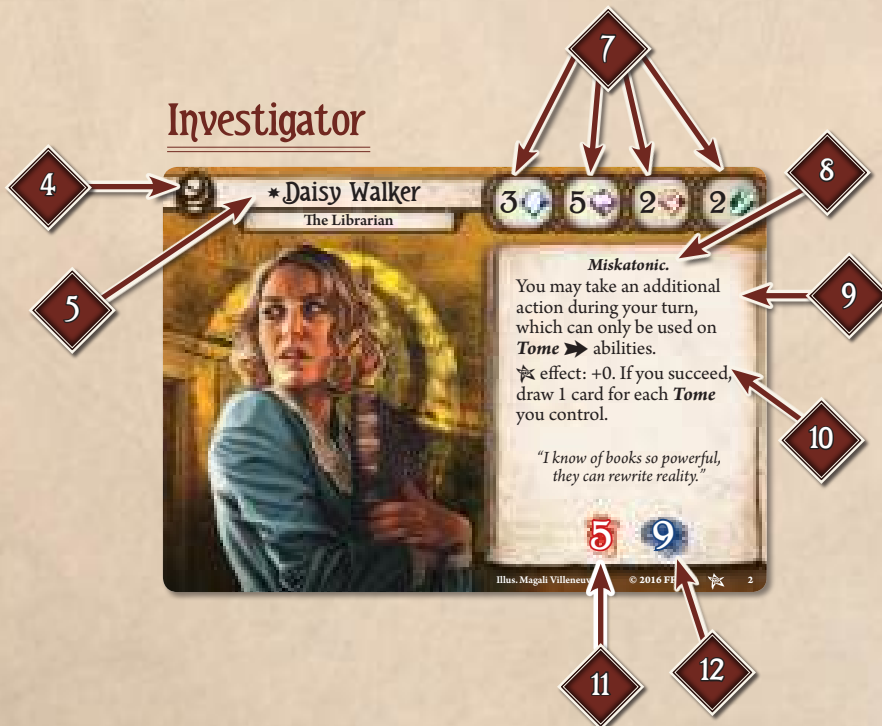 7
Investigator
4
8
Daisy Walker
3 5 2 2
The Librarian
Miskatonic.
5
You may take an additional
9
action during your turn,
which can only be used on
Tome abilities.
effect: +0. If you succeed,
draw 1 card for each Tome
you control.
10
"I know of books so powerful,
they can rewrite reality."
5 9
Illus. Magali © 2016 2
11
12